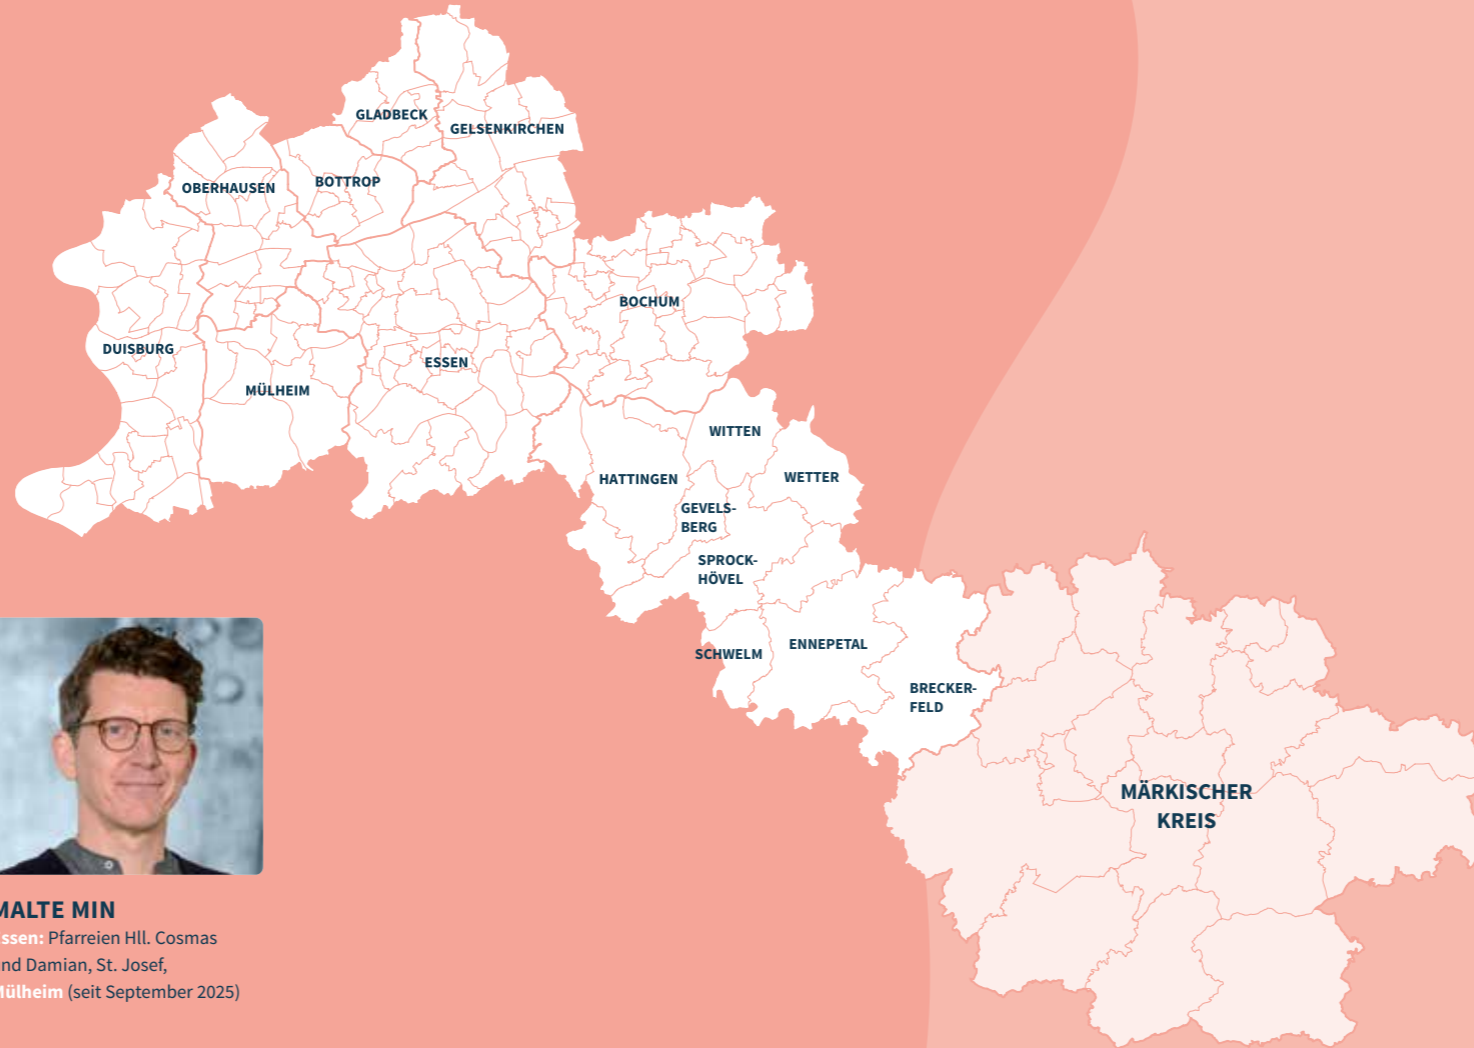 GLADBECK
GELSENKIRCHEN
OBERHAUSEN
BOTTROP
BOCHUM
DUISBURG
ESSEN
MÜLHEIM
WITTEN
HATTINGEN
WETTER
GEVELS-
BERG
SPROCK-
HÖVEL
ENNEPETAL
SCHWELM
BRECKER-
FELD
MÄRKISCHER
KREIS
MALTE MIN
ssen: Pfarreien Hll. Cosmas
nd Damian, St. Josef,
Mülheim (seit September 2025)